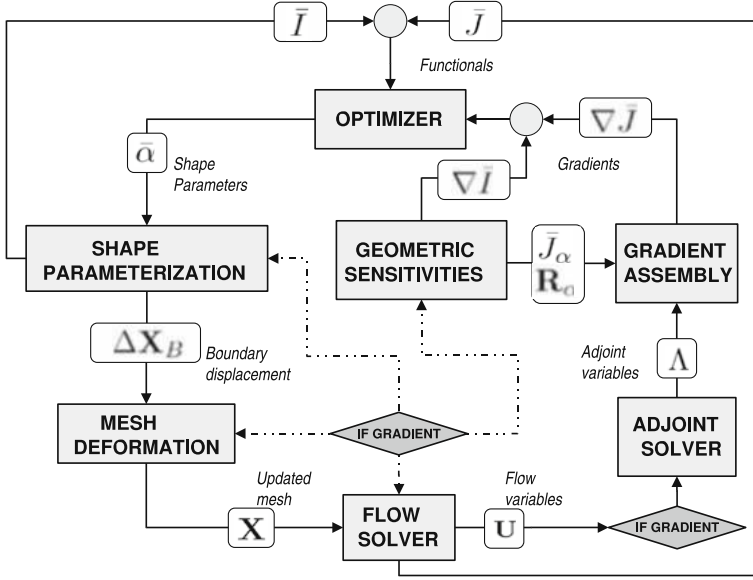 Ī
J̄
Functionals
OPTIMIZER
∇J̄
ᾱ
Shape
Parameters
Gradients
∇Ī
SHAPE
PARAMETERIZATION
GEOMETRIC
SENSITIVITIES
J̄α
Rα
GRADIENT
ASSEMBLY
ΔX_B
Boundary
displacement
Adjoint
variables
Λ
MESH
DEFORMATION
IF GRADIENT
ADJOINT
SOLVER
Updated
mesh
Flow
variables
X
FLOW
SOLVER
U
IF GRADIENT